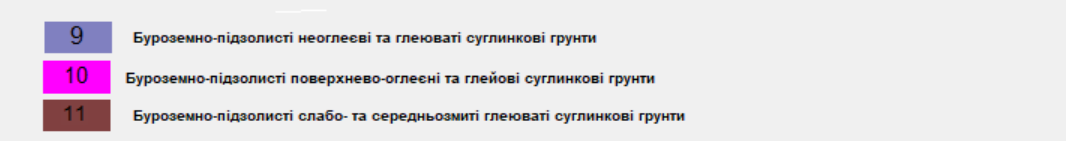 9 Буроземно-підзолисті неоглеєві та глеюваті суглинкові грунти
10 Буроземно-підзолисті поверхнево-оглеєні та глейові суглинкові грунти
11 Буроземно-підзолисті слабо- та середньозмиті глеюваті суглинкові грунти